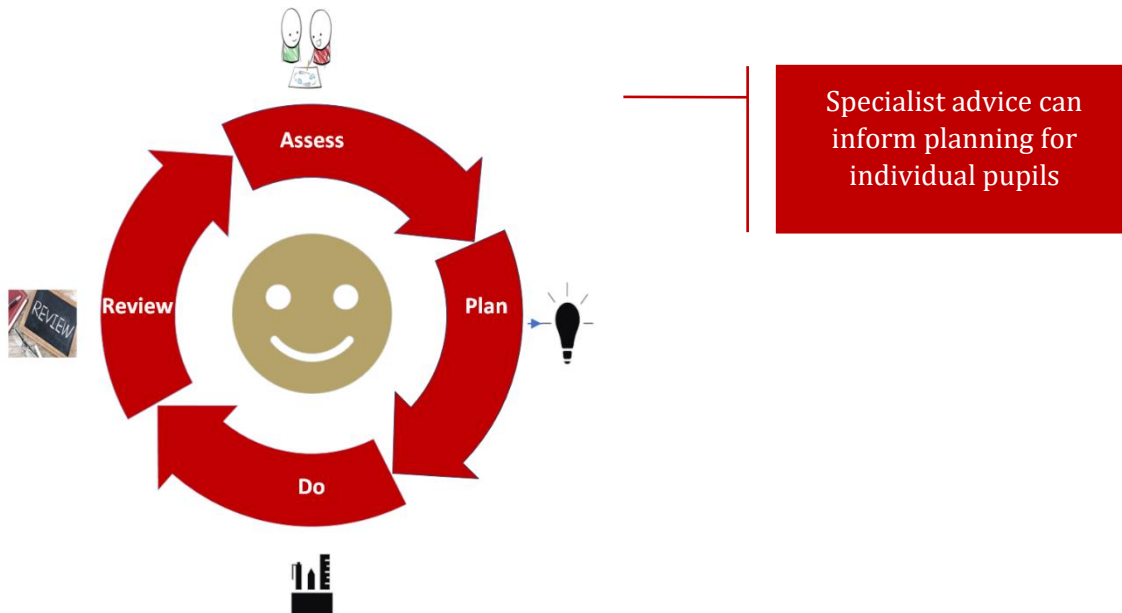 Assess
Specialist advice can
inform planning for
individual pupils
Review
REVIEW
Plan
Do